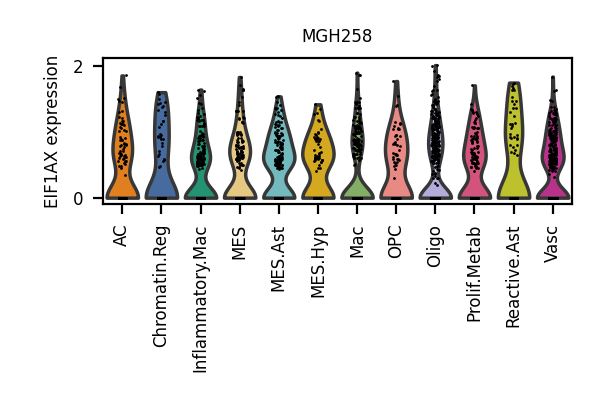 MGH258
EIF1AX expression
2
0
AC
Chromatin.Reg
Inflammatory.Mac
MES
MES.Ast
MES.Hyp
Mac
OPC
Oligo
Prolif.Metab
Reactive.Ast
Vasc